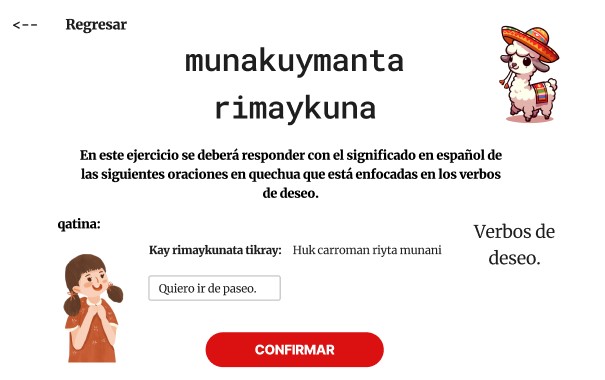 <-- Regresar
munakuymanta
rimaykuna
En este ejercicio se deberá responder con el significado en español de
las siguientes oraciones en quechua que está enfocadas en los verbos
de deseo.
qatina:
Verbos de
deseo.
Kay rimaykunata tikray: Huk carroman riyta munani
Quiero ir de paseo.
CONFIRMAR